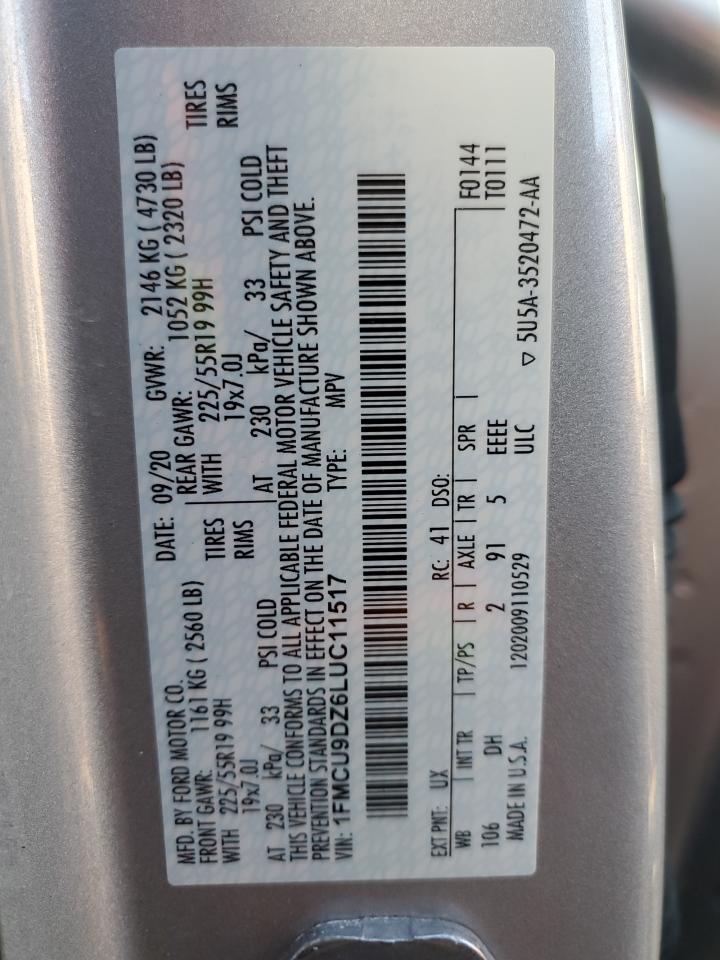 MFD. BY FORD MOTOR CO.
DATE: 09/20 GVWR: 2146 KG ( 4730 LB)
FRONT GAWR: 1161 KG ( 2560 LB) REAR GAWR: 1052 KG ( 2320 LB)
WITH 225/55R19 99H TIRES WITH 225/55R19 99H TIRES
19x7.0J RIMS 19x7.0J RIMS
AT 230 kPa/ 33 PSI COLD AT 230 kPa/ 33 PSI COLD
THIS VEHICLE CONFORMS TO ALL APPLICABLE FEDERAL MOTOR VEHICLE SAFETY AND THEFT
PREVENTION STANDARDS IN EFFECT ON THE DATE OF MANUFACTURE SHOWN ABOVE.
VIN: 1FMCU9DZ6LUC11517 TYPE: MPV
EXT PNT: UX RC: 41 DSO:
WB INT TR TP/PS R AXLE TR SPR F0144
106 DH 2 91 5 EEEE T0111
MADE IN U.S.A. 1202009110529 ULC ▽ 5U5A-3520472-AA